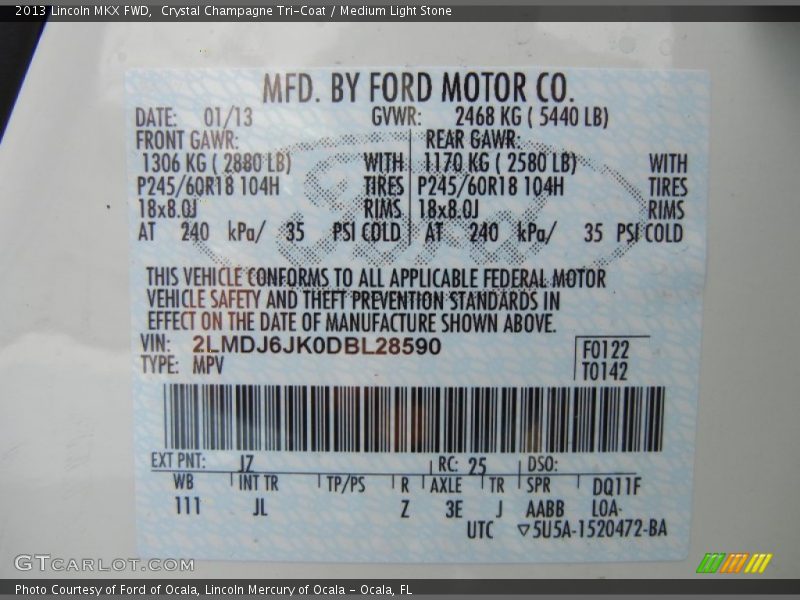 2013 Lincoln MKX FWD,  Crystal Champagne Tri-Coat / Medium Light Stone
MFD. BY FORD MOTOR CO.
DATE: 01/13 GVWR: 2468 KG ( 5440 LB)
FRONT GAWR: REAR GAWR:
1306 KG ( 2880 LB) WITH 1170 KG ( 2580 LB) WITH
P245/60R18 104H TIRES P245/60R18 104H TIRES
18x8.0J RIMS 18x8.0J RIMS
AT 240 kPa/ 35 PSI COLD AT 240 kPa/ 35 PSI COLD
Ford
THIS VEHICLE CONFORMS TO ALL APPLICABLE FEDERAL MOTOR
VEHICLE SAFETY AND THEFT PREVENTION STANDARDS IN
EFFECT ON THE DATE OF MANUFACTURE SHOWN ABOVE.
VIN: 2LMDJ6JK0DBL28590 F0122
TYPE: MPV T0142
EXT PNT: JZ RC: 25 DSO:
WB INT TR TP/PS R AXLE TR SPR DQ11F
111 JL Z 3E J AABB LOA-
UTC ▽5U5A-1520472-BA
GTCARCOT.COM
Photo Courtesy of Ford of Ocala, Lincoln Mercury of Ocala - Ocala, FL